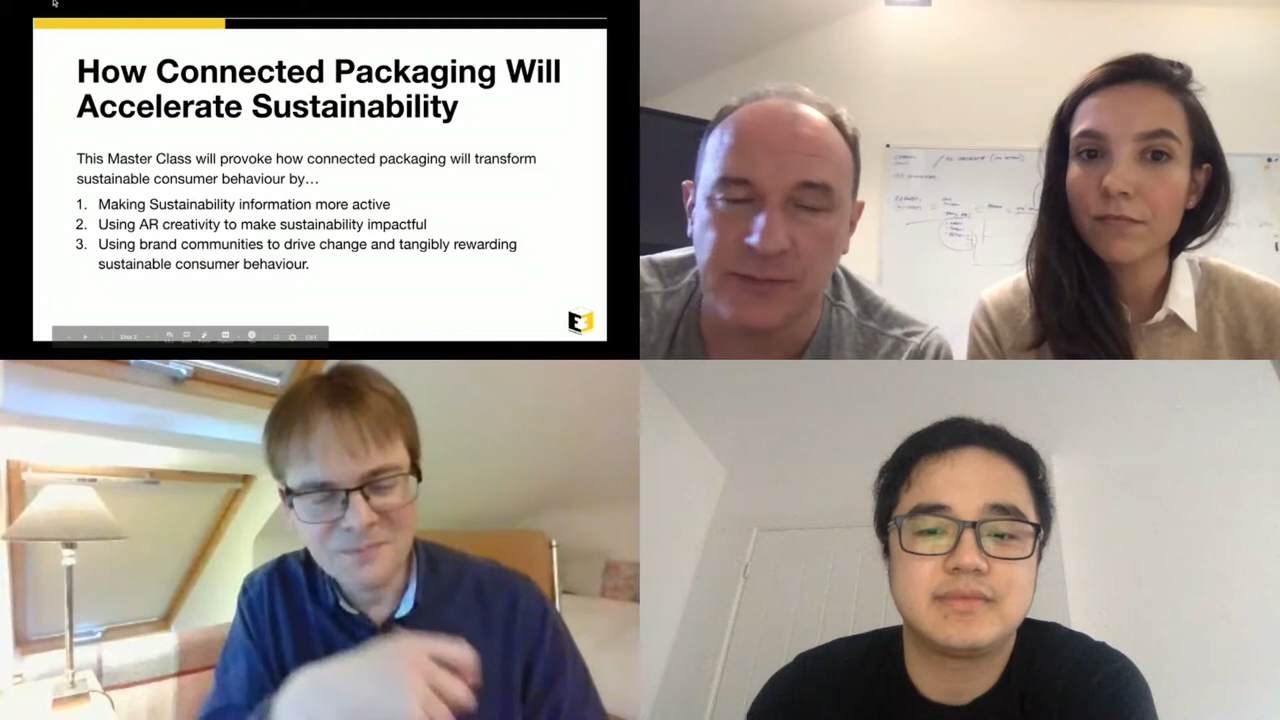 How Connected Packaging Will
Accelerate Sustainability
This Master Class will provoke how connected packaging will transform
sustainable consumer behaviour by…
1. Making Sustainability information more active
2. Using AR creativity to make sustainability impactful
3. Using brand communities to drive change and tangibly rewarding
sustainable consumer behaviour.
Slide 2